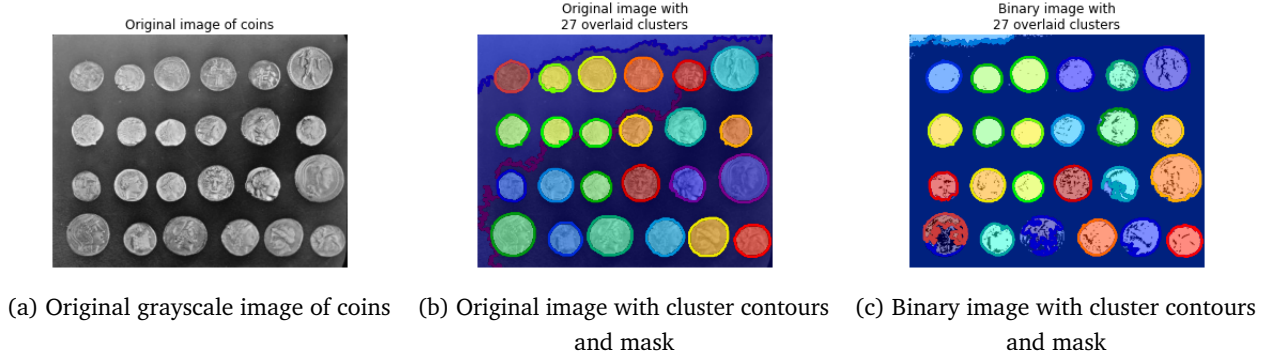 Original image of coins
Original image with
27 overlaid clusters
Binary image with
27 overlaid clusters
(a) Original grayscale image of coins
(b) Original image with cluster contours
and mask
(c) Binary image with cluster contours
and mask